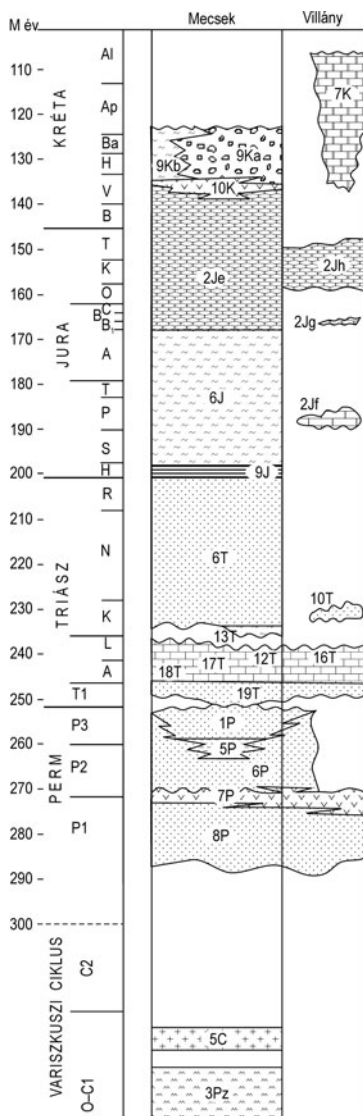 M év Mecsek Villány
110
120
130
140
150
160
170
180
190
200
210
220
230
240
250
260
270
280
290
300
KRÉTA
JURA
TRIÁSZ
PERM
VARISZKUSZI CIKLUS
Al
Ap
Ba
H
V
B
T
K
O
C
B
B
A
T
P
S
H
R
N
K
L
A
T1
P3
P2
P1
C2
O–C1
7K
9Ka
9Kb
10K
2Je
2Jh
2Jg
6J
2Jf
9J
6T
10T
13T
12T
16T
17T
18T
19T
1P
5P
6P
7P
8P
5C
3Pz